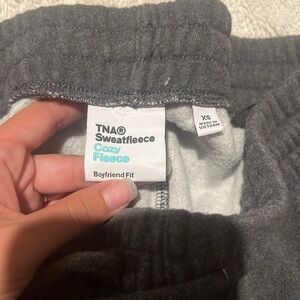 TNA®
Sweatfleece
Cozy
Fleece
Boyfriend Fit
XS
MADE IN
VIETNAM